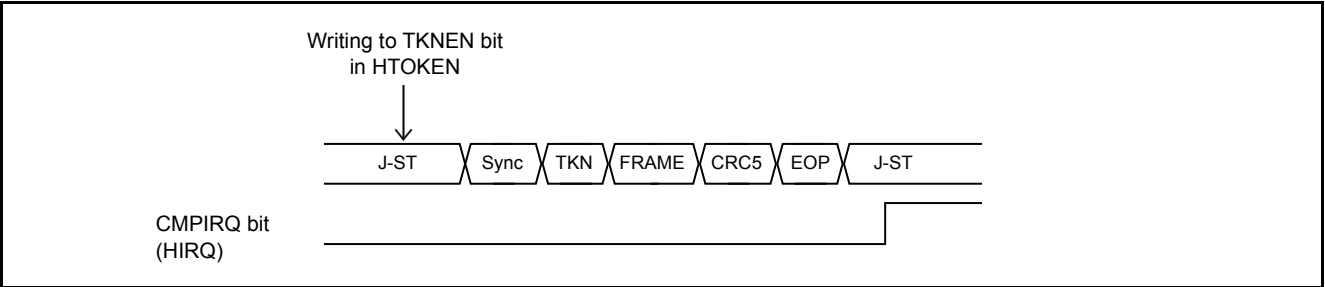 Writing to TKNEN bit
in HTOKEN
J-ST Sync TKN FRAME CRC5 EOP J-ST
CMPIRQ bit
(HIRQ)